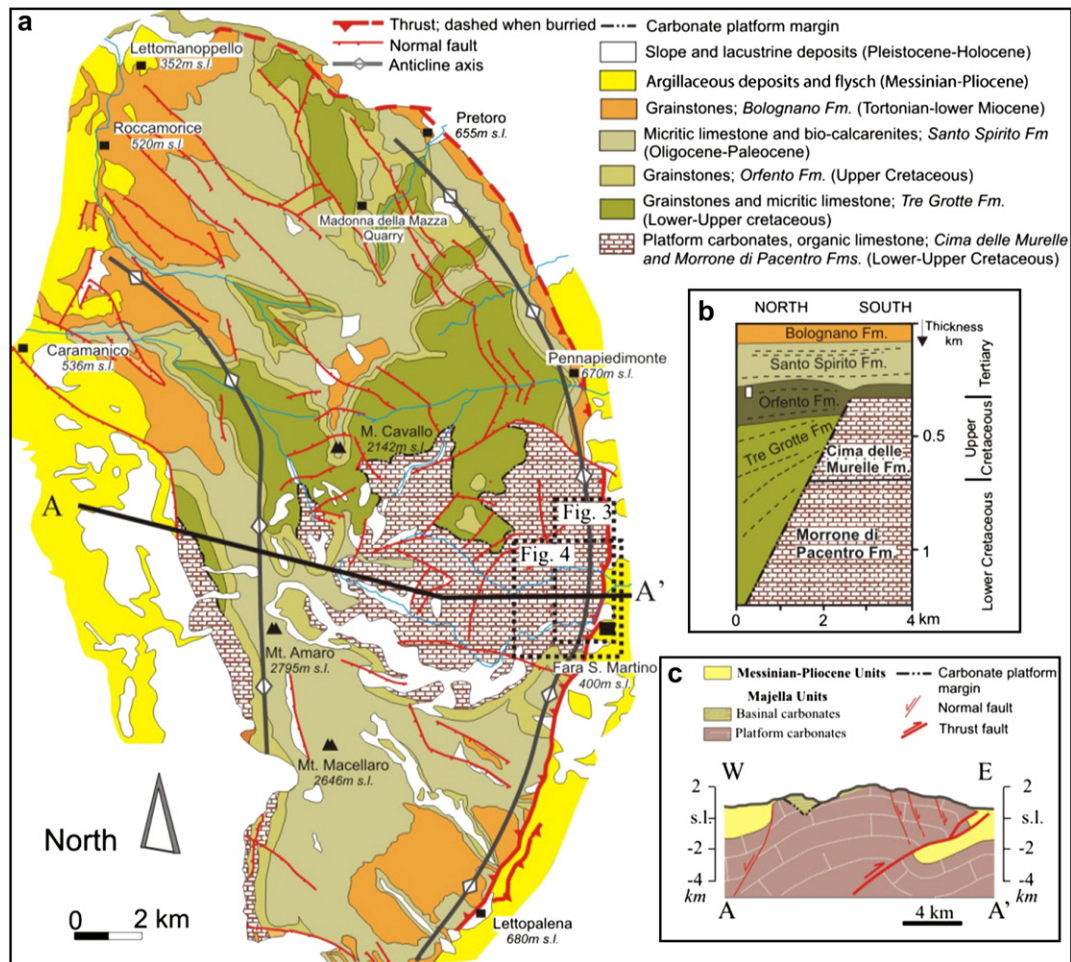 a
Thrust; dashed when burried
Normal fault
Anticline axis
Carbonate platform margin
Slope and lacustrine deposits (Pleistocene-Holocene)
Argillaceous deposits and flysch (Messinian-Pliocene)
Grainstones; Bolognano Fm. (Tortonian-lower Miocene)
Micritic limestone and bio-calcarenites; Santo Spirito Fm
(Oligocene-Paleocene)
Grainstones; Orfento Fm. (Upper Cretaceous)
Grainstones and micritic limestone; Tre Grotte Fm.
(Lower-Upper cretaceous)
Platform carbonates, organic limestone; Cima delle Murelle
and Morrone di Pacentro Fms. (Lower-Upper Cretaceous)
Lettomanoppello
352m s.l.
Roccamorice
520m s.l.
Pretoro
655m s.l.
Madonna della Mazza
Quarry
Caramanico
536m s.l.
Pennapiedimonte
670m s.l.
M. Cavallo
2142m s.l.
A
Fig. 3
Fig. 4
A'
Mt. Amaro
2795m s.l.
Fara S. Martino
400m s.l.
Mt. Macellaro
2646m s.l.
North
0 2 km
Lettopalena
680m s.l.
b
NORTH SOUTH
Thickness
km
Bolognano Fm.
Santo Spirito Fm.
Orfento Fm.
Tre Grotte Fm.
Cima delle
Murelle Fm.
Morrone di
Pacentro Fm.
0.5
1
Tertiary
Upper
Cretaceous
Lower Cretaceous
0 2 4 km
c
Messinian-Pliocene Units
Majella Units
Basinal carbonates
Platform carbonates
Carbonate platform
margin
Normal fault
Thrust fault
W E
2 2
s.l. s.l.
-2 -2
-4 -4
km km
A A'
4 km